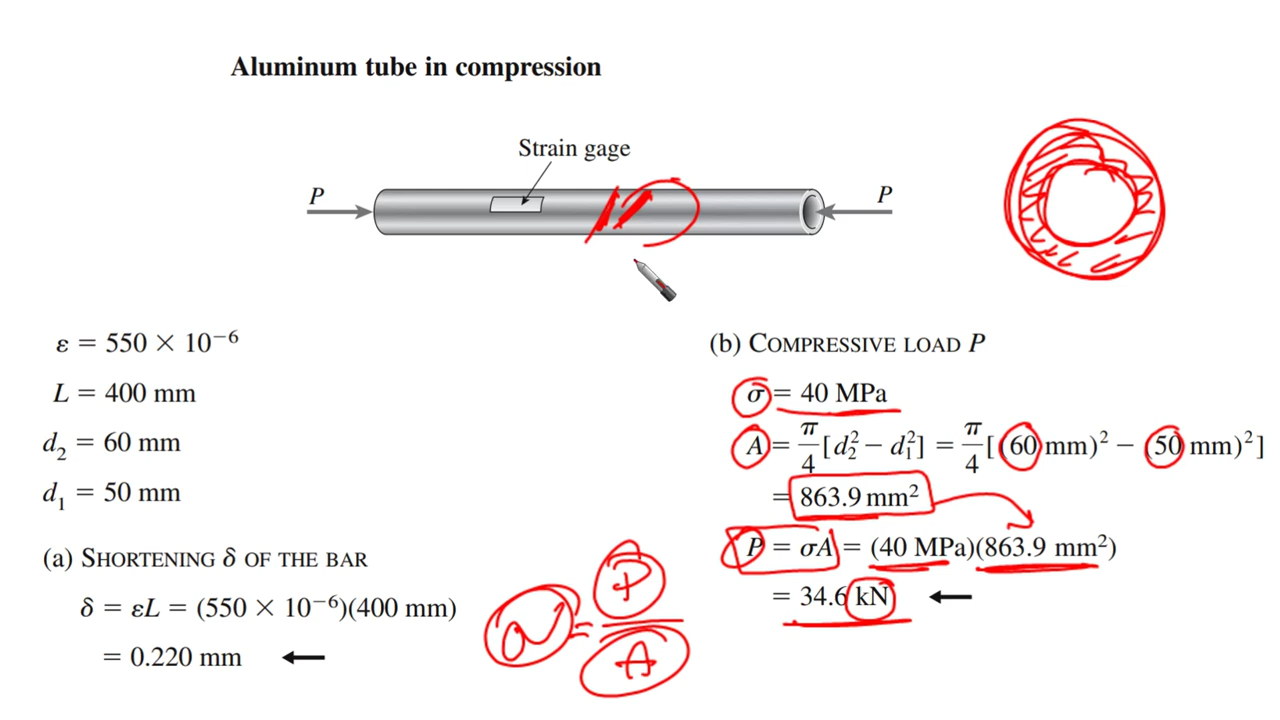 Aluminum tube in compression
Strain gage
P
P
ε = 550 × 10⁻⁶
L = 400 mm
d₂ = 60 mm
d₁ = 50 mm
(a) SHORTENING δ OF THE BAR
δ = εL = (550 × 10⁻⁶)(400 mm)
= 0.220 mm
σ = P/A
(b) COMPRESSIVE LOAD P
σ = 40 MPa
A = π/4 [d₂² − d₁²] = π/4 [(60 mm)² − (50 mm)²]
= 863.9 mm²
P = σA = (40 MPa)(863.9 mm²)
= 34.6 kN